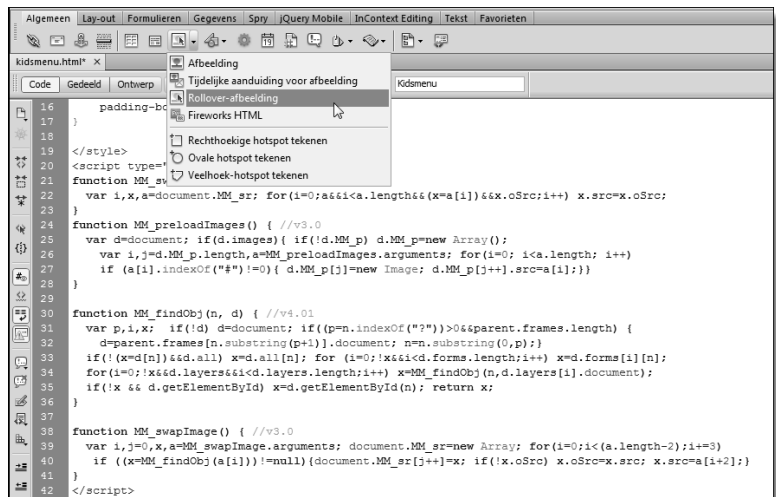 Algemeen Lay-out Formulieren Gegevens Spry jQuery Mobile InContext Editing Tekst Favorieten
kidsmenu.html* ×
Code Gedeeld Ontwerp Kidsmenu
Afbeelding
Tijdelijke aanduiding voor afbeelding
Rollover-afbeelding
Fireworks HTML
Rechthoekige hotspot tekenen
Ovale hotspot tekenen
Veelhoek-hotspot tekenen
16 padding-bo
17 }
18
19 </style>
20 <script type="
21 function MM_sw
22 var i,x,a=document.MM_sr; for(i=0;a&&i<a.length&&(x=a[i])&&x.oSrc;i++) x.src=x.oSrc;
23 }
24 function MM_preloadImages() { //v3.0
25 var d=document; if(d.images){ if(!d.MM_p) d.MM_p=new Array();
26 var i,j=d.MM_p.length,a=MM_preloadImages.arguments; for(i=0; i<a.length; i++)
27 if (a[i].indexOf("#")!=0){ d.MM_p[j]=new Image; d.MM_p[j++].src=a[i];}}
28 }
29
30 function MM_findObj(n, d) { //v4.01
31 var p,i,x; if(!d) d=document; if((p=n.indexOf("?"))>0&&parent.frames.length) {
32 d=parent.frames[n.substring(p+1)].document; n=n.substring(0,p);}
33 if(!(x=d[n])&&d.all) x=d.all[n]; for (i=0;!x&&i<d.forms.length;i++) x=d.forms[i][n];
34 for(i=0;!x&&d.layers&&i<d.layers.length;i++) x=MM_findObj(n,d.layers[i].document);
35 if(!x && d.getElementById) x=d.getElementById(n); return x;
36 }
37
38 function MM_swapImage() { //v3.0
39 var i,j=0,x,a=MM_swapImage.arguments; document.MM_sr=new Array; for(i=0;i<(a.length-2);i+=3)
40 if ((x=MM_findObj(a[i]))!=null){document.MM_sr[j++]=x; if(!x.oSrc) x.oSrc=x.src; x.src=a[i+2];}
41 }
42 </script>